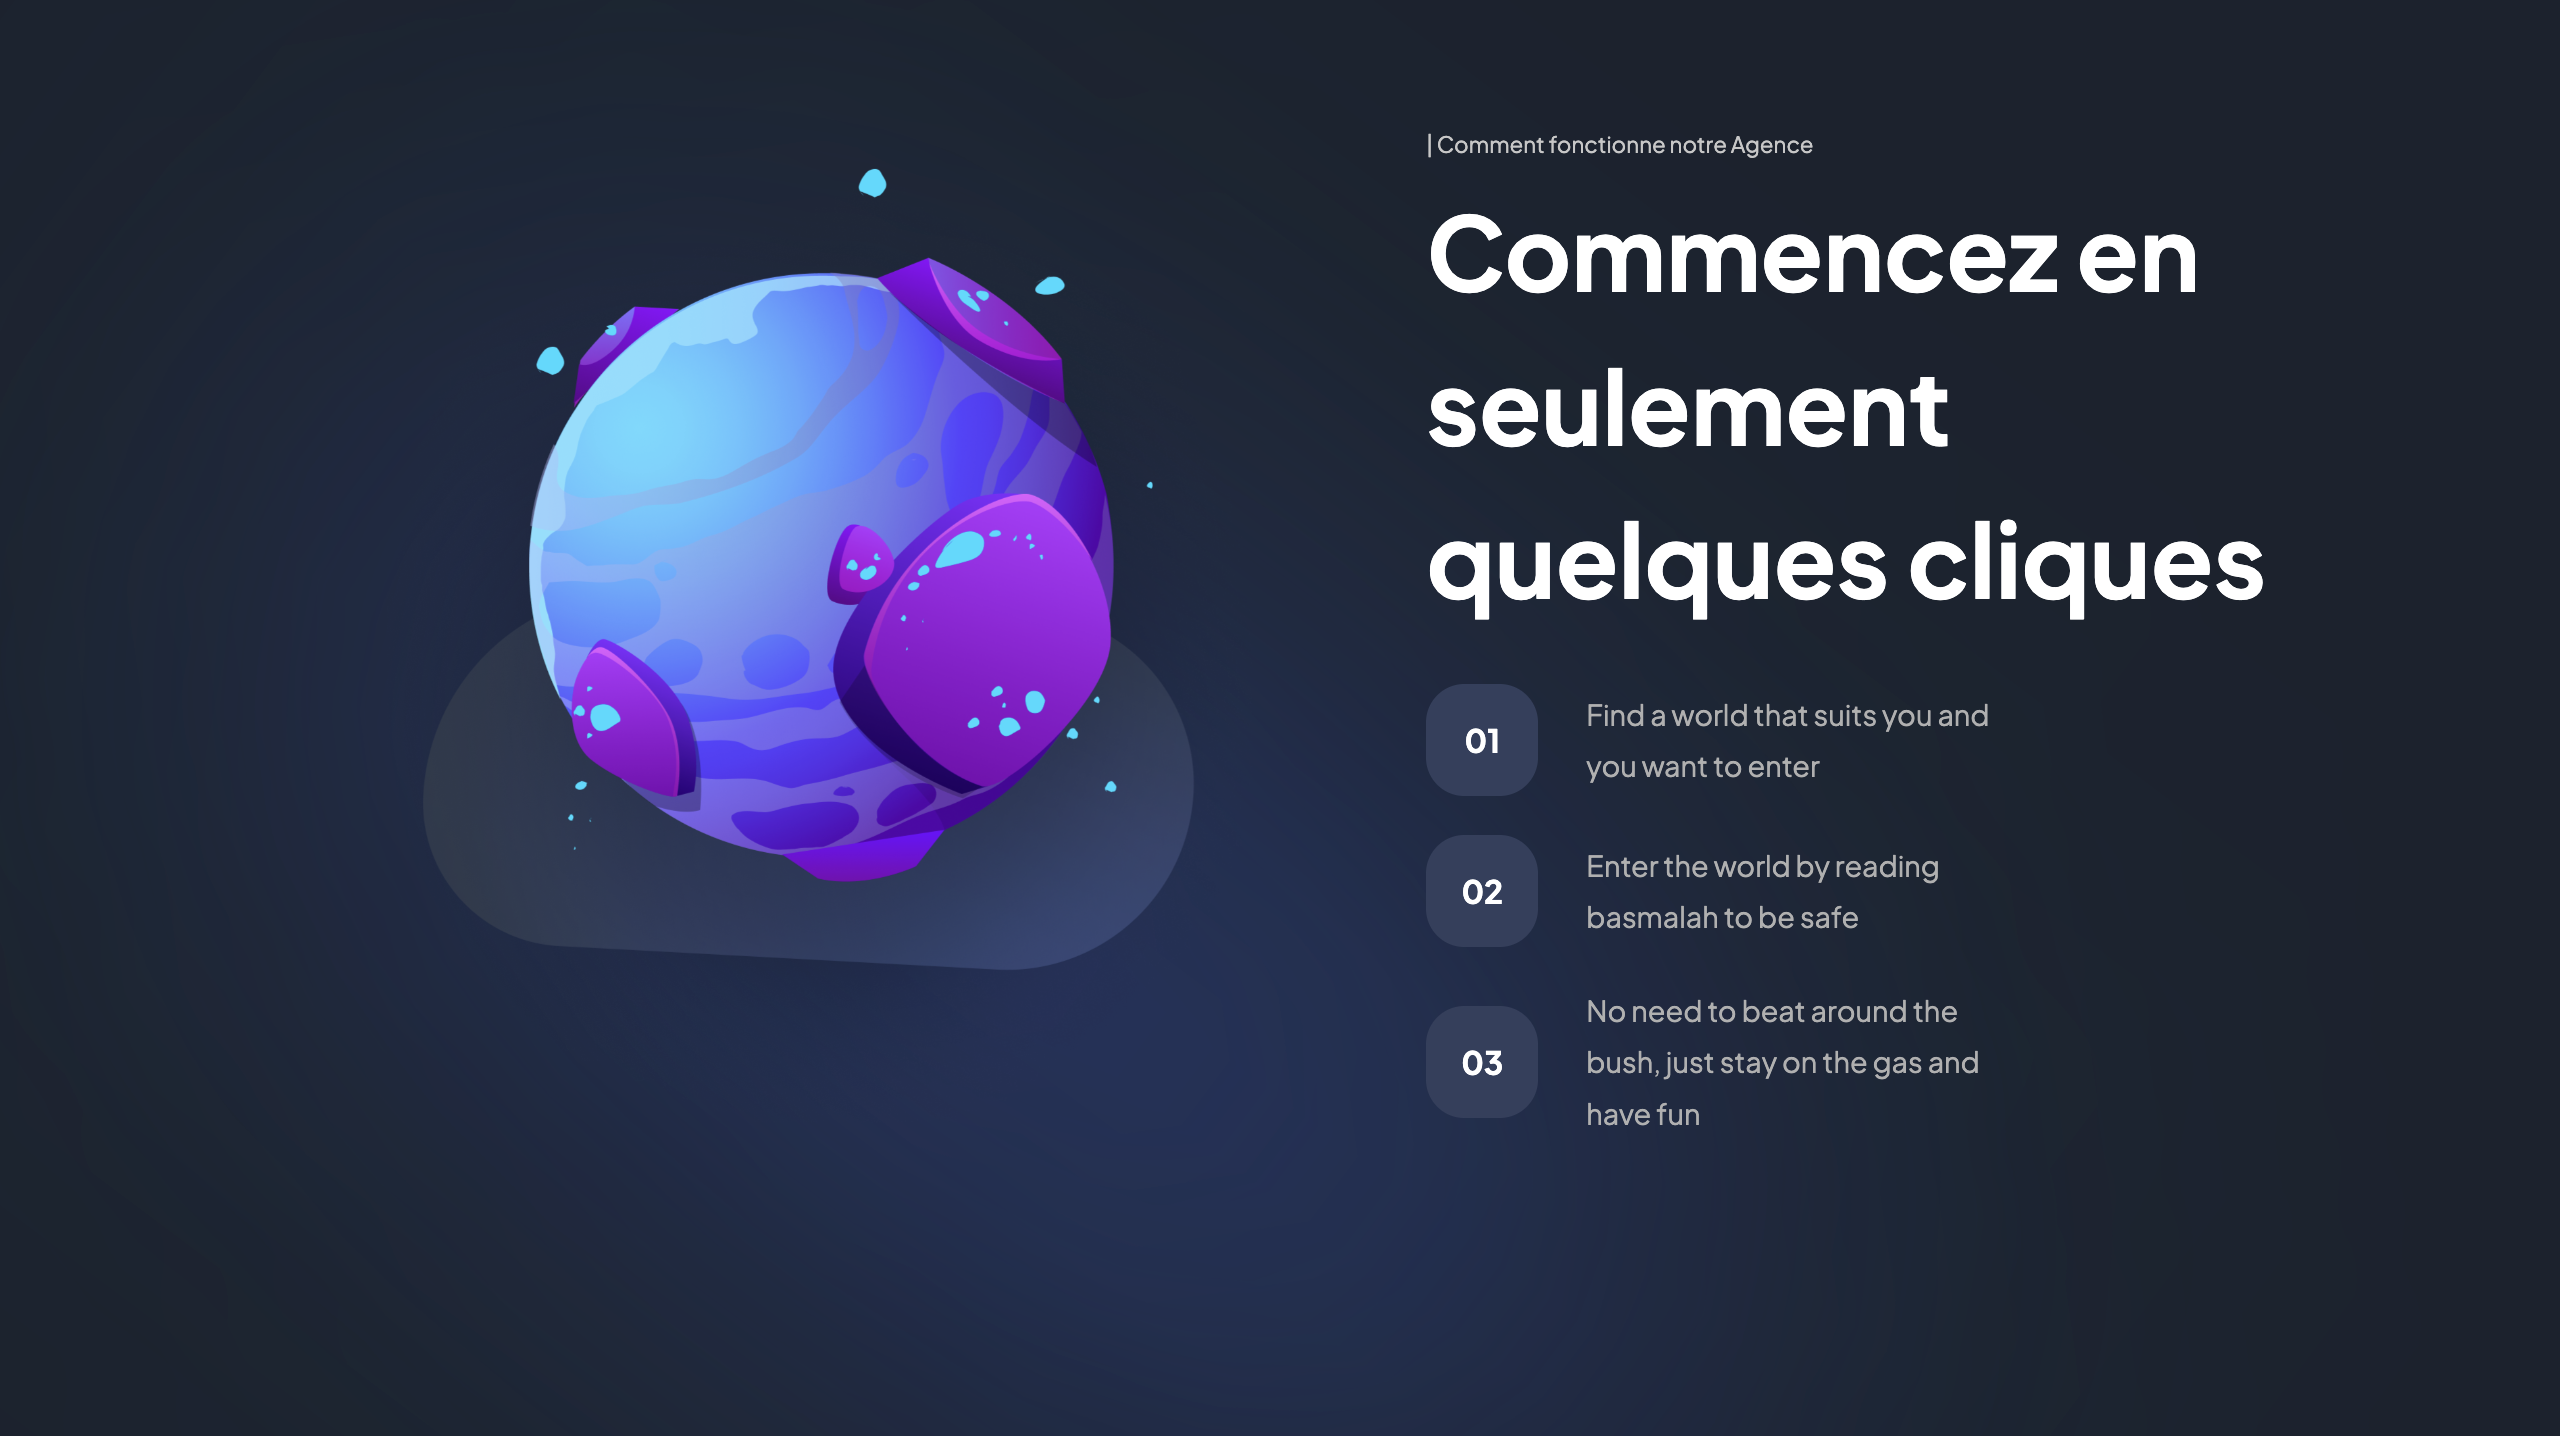 | Comment fonctionne notre Agence
Commencez en
seulement
quelques cliques
01
Find a world that suits you and
you want to enter
02
Enter the world by reading
basmalah to be safe
03
No need to beat around the
bush, just stay on the gas and
have fun